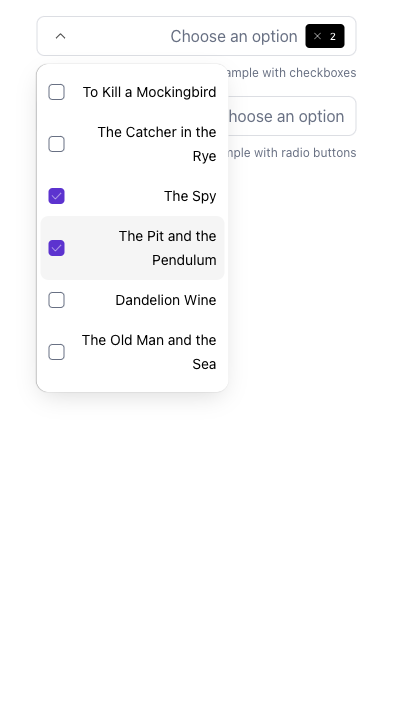 Choose an option 2
ample with checkboxes
hoose an option
mple with radio buttons
To Kill a Mockingbird
The Catcher in the
Rye
The Spy
The Pit and the
Pendulum
Dandelion Wine
The Old Man and the
Sea